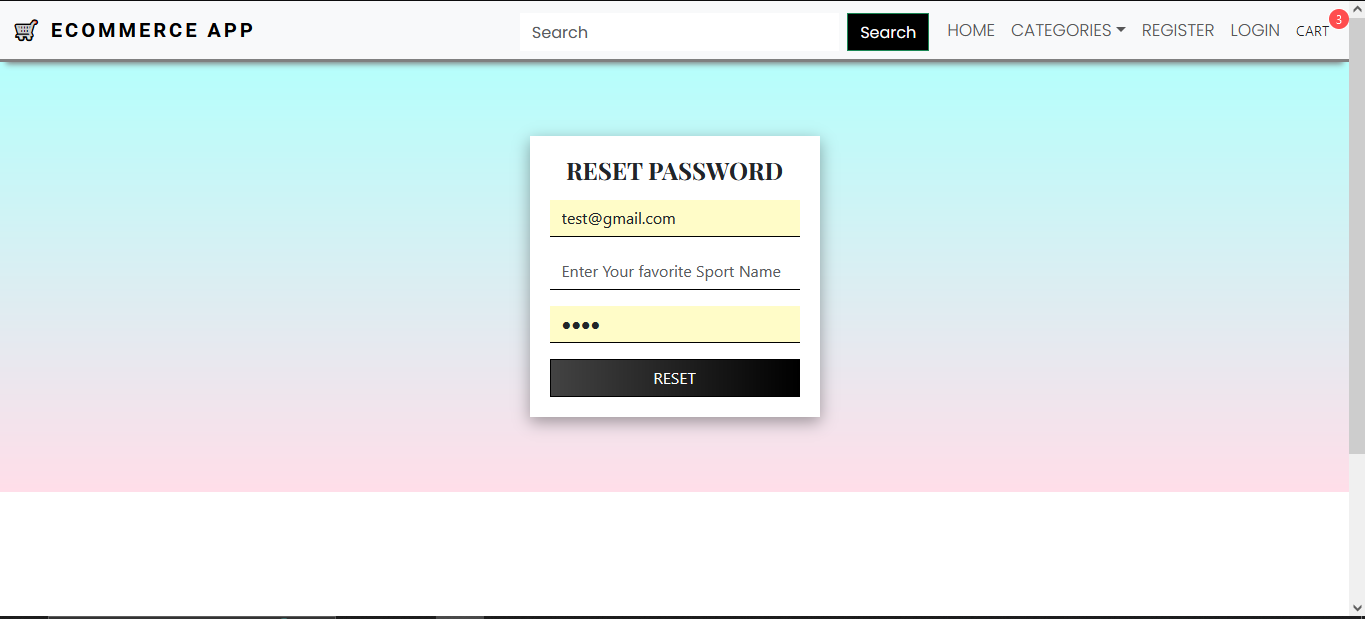 ECOMMERCE APP
Search
Search
HOME
CATEGORIES
REGISTER
LOGIN
CART
3
RESET PASSWORD
test@gmail.com
Enter Your favorite Sport Name
●●●●
RESET